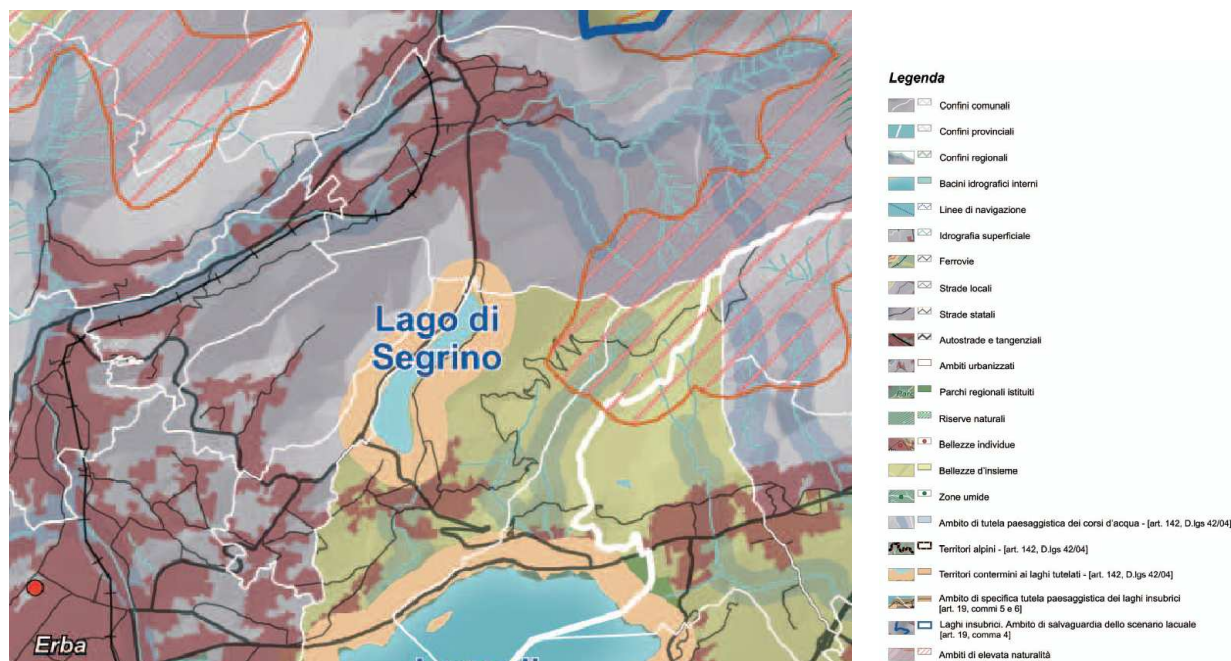 Lago di
Segrino
Erba
Legenda
Confini comunali
Confini provinciali
Confini regionali
Bacini idrografici interni
Linee di navigazione
Idrografia superficiale
Ferrovie
Strade locali
Strade statali
Autostrade e tangenziali
Ambiti urbanizzati
Parchi regionali istituiti
Riserve naturali
Bellezze individue
Bellezze d'insieme
Zone umide
Ambito di tutela paesaggistica dei corsi d'acqua - [art. 142, D.lgs 42/04]
Territori alpini - [art. 142, D.lgs 42/04]
Territori contermini ai laghi tutelati - [art. 142, D.lgs 42/04]
Ambito di specifica tutela paesaggistica dei laghi insubrici
[art. 19, commi 5 e 6]
Laghi insubrici. Ambito di salvaguardia dello scenario lacuale
[art. 19, comma 4]
Ambiti di elevata naturalità